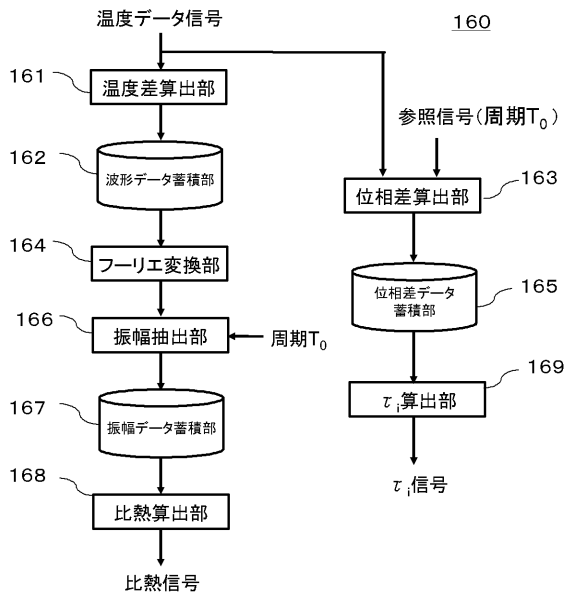 温度データ信号
160
161
温度差算出部
参照信号(周期T₀)
162
波形データ蓄積部
位相差算出部
163
164
フーリエ変換部
位相差データ
蓄積部
165
166
振幅抽出部
周期T₀
167
振幅データ蓄積部
τᵢ算出部
169
168
比熱算出部
τᵢ信号
比熱信号